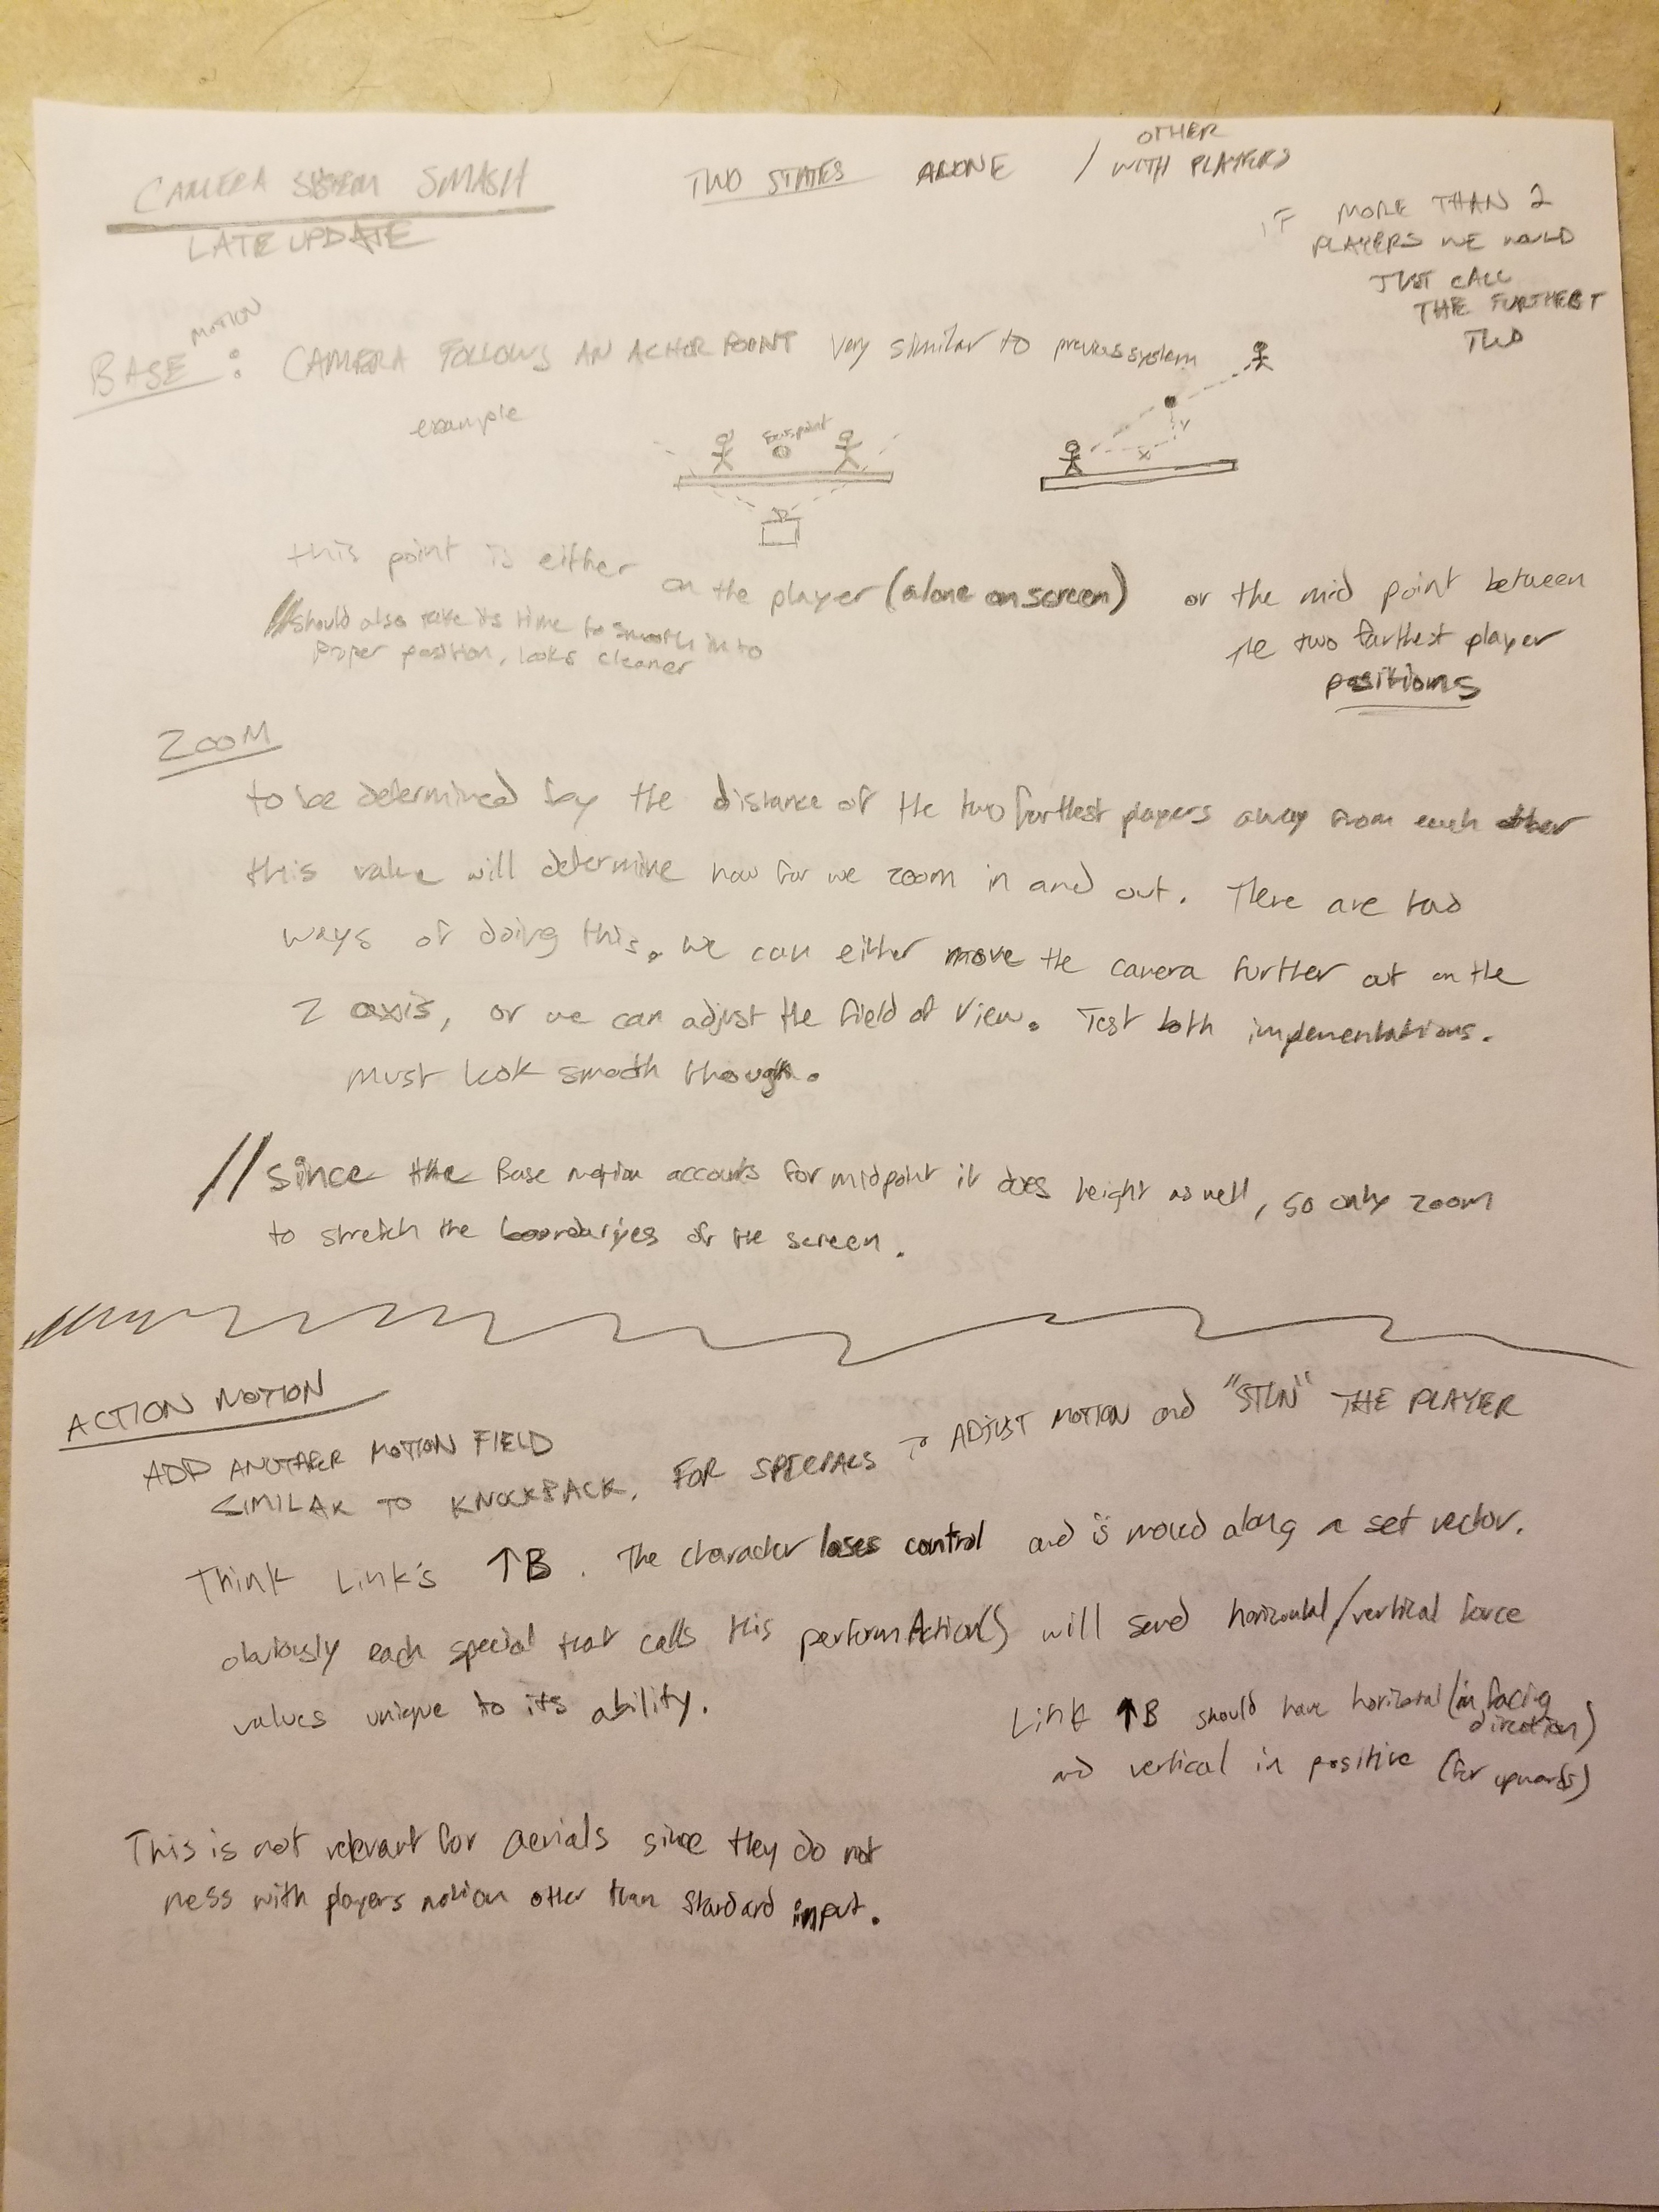 CAMERA SYSTEM SMASH
LATE UPDATE
TWO STATES ALONE / WITH OTHER PLAYERS
IF MORE THAN 2
PLAYERS WE WOULD
JUST CALL
THE FURTHEST
TWO
BASE MOTION : CAMERA FOLLOWS AN ACHOR POINT very similar to previous system
example
focuspoint
x
y
this point is either on the player (alone on screen) or the mid point between
the two farthest player
positions
// should also take its time to smooth into
proper position, looks cleaner
ZOOM
to be determined by the distance of the two furthest players away from each other
this value will determine how far we zoom in and out. There are two
ways of doing this. we can either move the camera further out on the
Z axis, or we can adjust the field of view. Test both implementations.
must look smooth though.
// since the Base motion accounts for midpoint it does height as well, so only zoom
to stretch the boundaries of the screen.
ACTION MOTION
ADD ANOTHER MOTION FIELD
SIMILAR TO KNOCKBACK. FOR SPECIALS TO ADJUST MOTION and "STUN" THE PLAYER
Think Link's ↑B. The character loses control and is moved along a set vector.
obviously each special that calls this performAction() will send horizontal/vertical force
values unique to its ability.
Link ↑B should have horizontal (in facing
direction)
and vertical in positive (for upwards)
This is not relevant for aerials since they do not
mess with players motion other than standard input.